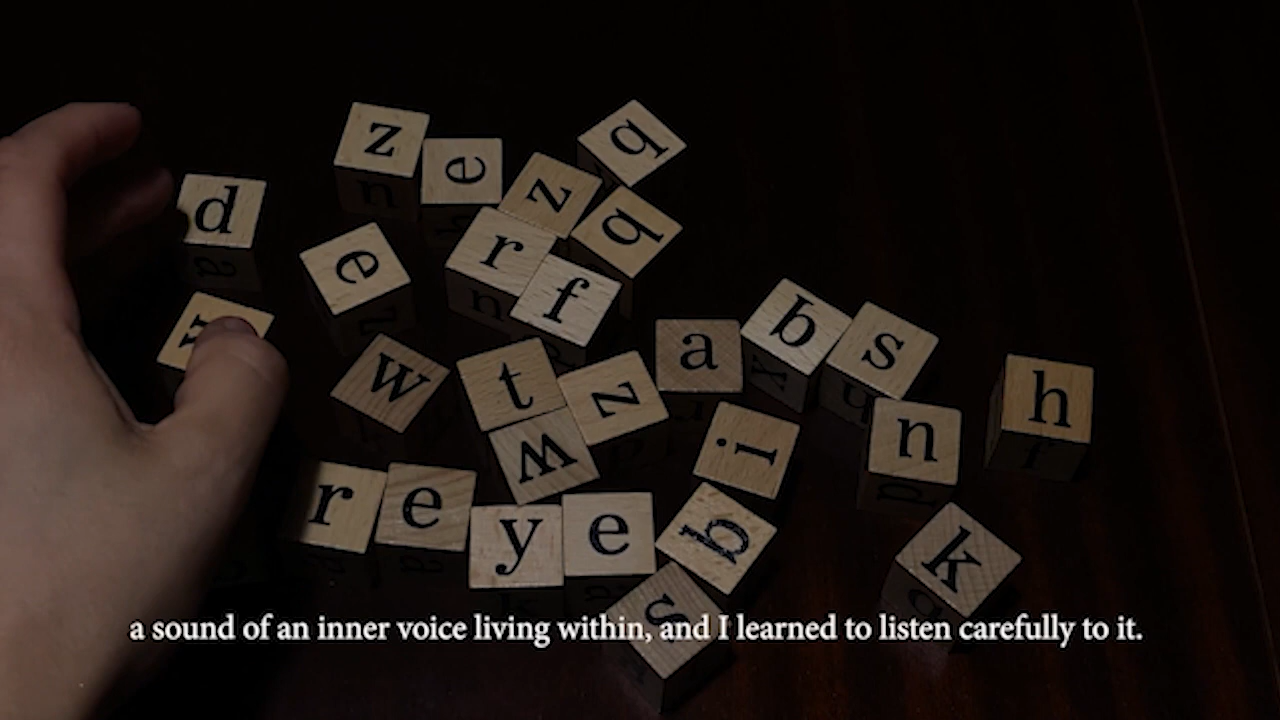 z
e
q
d
z
q
r
e
f
b
a
s
h
w
t
z
n
w
i
r
e
y
e
q
k
s
a sound of an inner voice living within, and I learned to listen carefully to it.